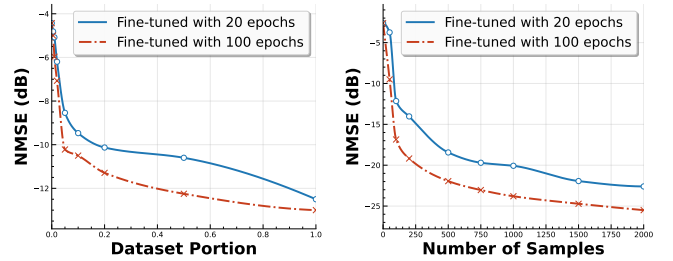 Fine-tuned with 20 epochs
Fine-tuned with 100 epochs
NMSE (dB)
−4
−6
−8
−10
−12
0.0 0.2 0.4 0.6 0.8 1.0
Dataset Portion
Fine-tuned with 20 epochs
Fine-tuned with 100 epochs
NMSE (dB)
−5
−10
−15
−20
−25
0 250 500 750 1000 1250 1500 1750 2000
Number of Samples